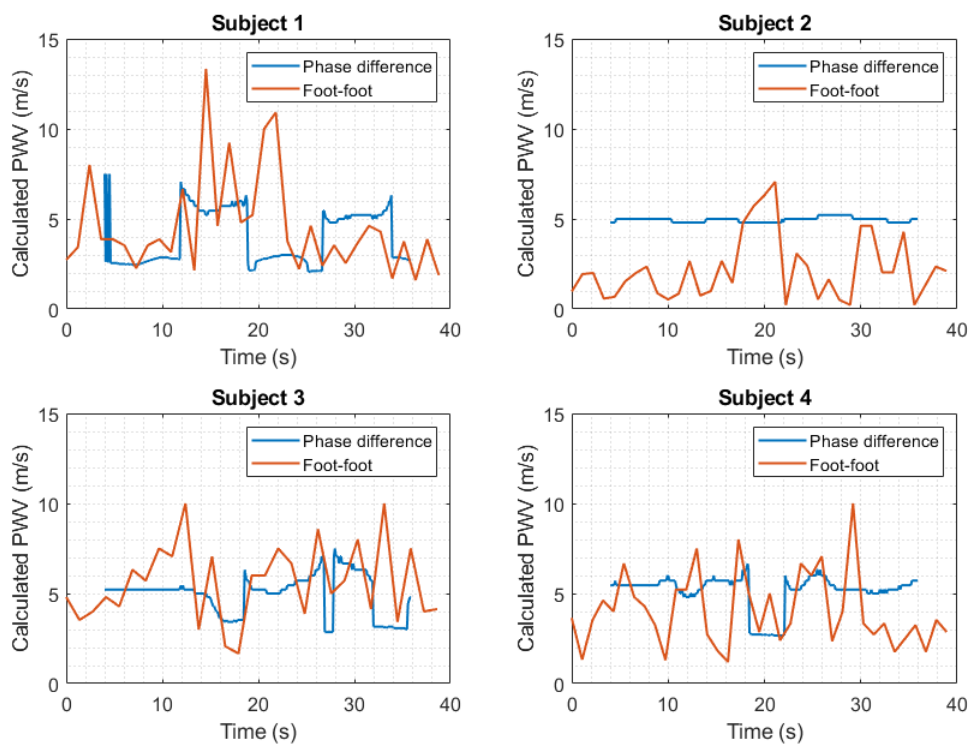 Subject 1
15
10
5
0
Calculated PWV (m/s)
Phase difference
Foot-foot
0 10 20 30 40
Time (s)
Subject 2
15
10
5
0
Calculated PWV (m/s)
Phase difference
Foot-foot
0 10 20 30 40
Time (s)
Subject 3
15
10
5
0
Calculated PWV (m/s)
Phase difference
Foot-foot
0 10 20 30 40
Time (s)
Subject 4
15
10
5
0
Calculated PWV (m/s)
Phase difference
Foot-foot
0 10 20 30 40
Time (s)